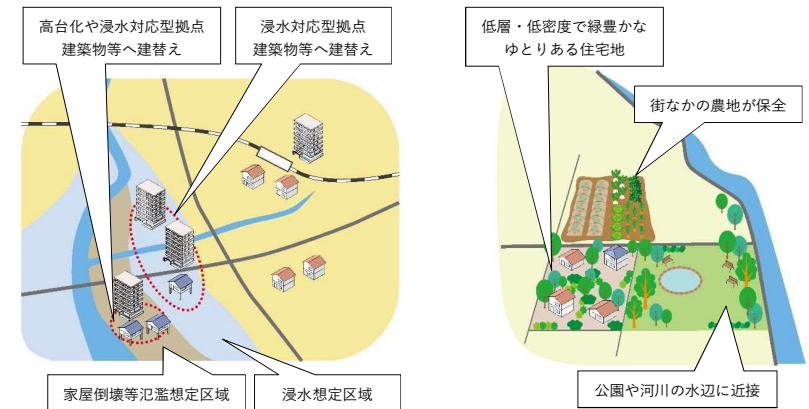 高台化や浸水対応型拠点
建築物等へ建替え
浸水対応型拠点
建築物等へ建替え
家屋倒壊等氾濫想定区域
浸水想定区域
低層・低密度で緑豊かな
ゆとりある住宅地
街なかの農地が保全
公園や河川の水辺に近接